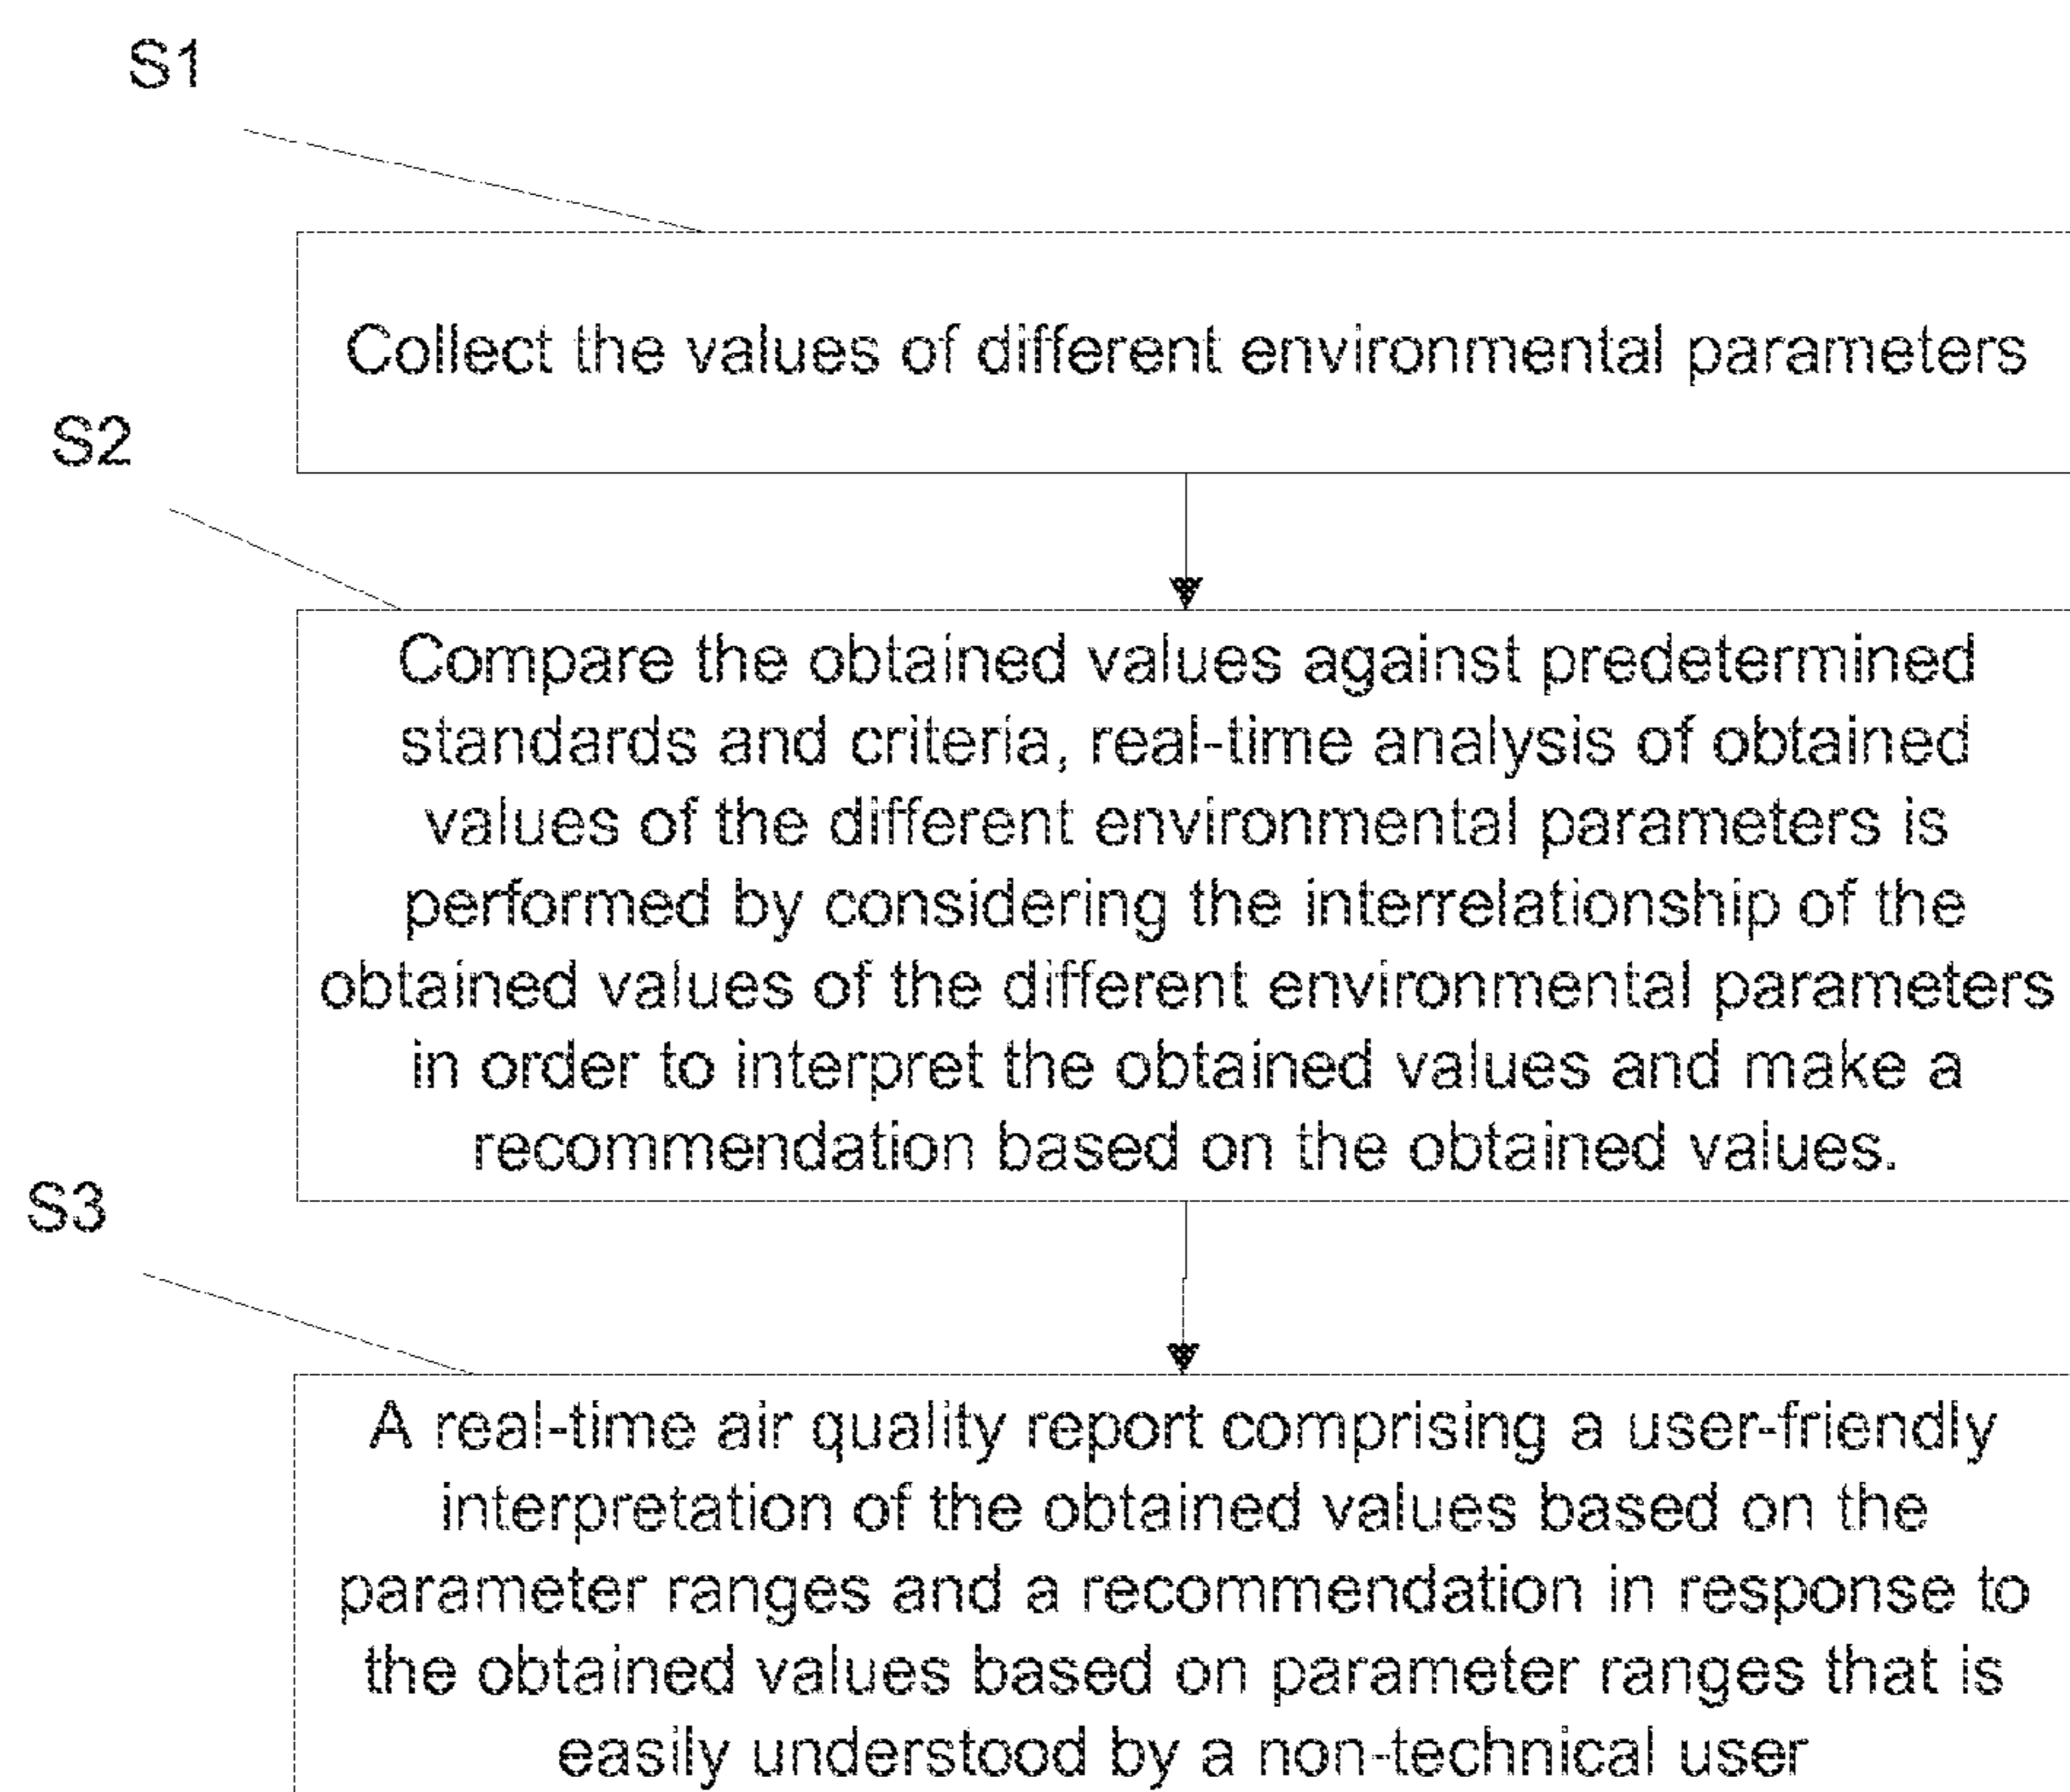 S1
Collect the values of different environmental parameters
S2
Compare the obtained values against predetermined
standards and criteria, real-time analysis of obtained
values of the different environmental parameters is
performed by considering the interrelationship of the
obtained values of the different environmental parameters
in order to interpret the obtained values and make a
recommendation based on the obtained values.
S3
A real-time air quality report comprising a user-friendly
interpretation of the obtained values based on the
parameter ranges and a recommendation in response to
the obtained values based on parameter ranges that is
easily understood by a non-technical user